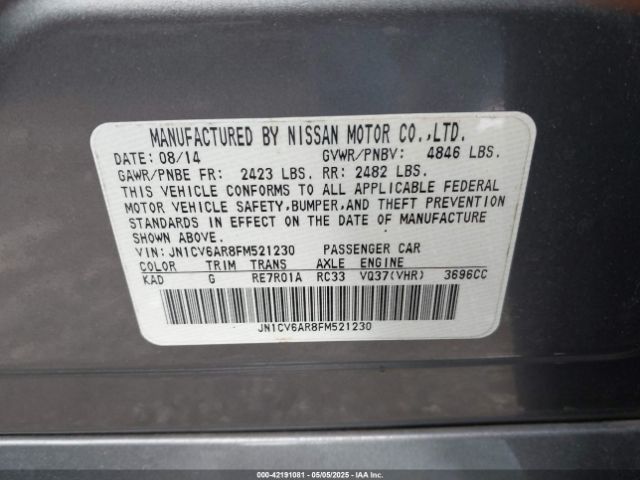 MANUFACTURED BY NISSAN MOTOR CO.,LTD.
DATE: 08/14 GVWR/PNBV: 4846 LBS.
GAWR/PNBE FR: 2423 LBS. RR: 2482 LBS.
THIS VEHICLE CONFORMS TO ALL APPLICABLE FEDERAL
MOTOR VEHICLE SAFETY,BUMPER,AND THEFT PREVENTION
STANDARDS IN EFFECT ON THE DATE OF MANUFACTURE
SHOWN ABOVE.
VIN: JN1CV6AR8FM521230 PASSENGER CAR
COLOR TRIM TRANS AXLE ENGINE
KAD G RE7R01A RC33 VQ37(VHR) 3696CC
JN1CV6AR8FM521230
000-42191081 - 05/05/2025 - IAA Inc. (IAAI)